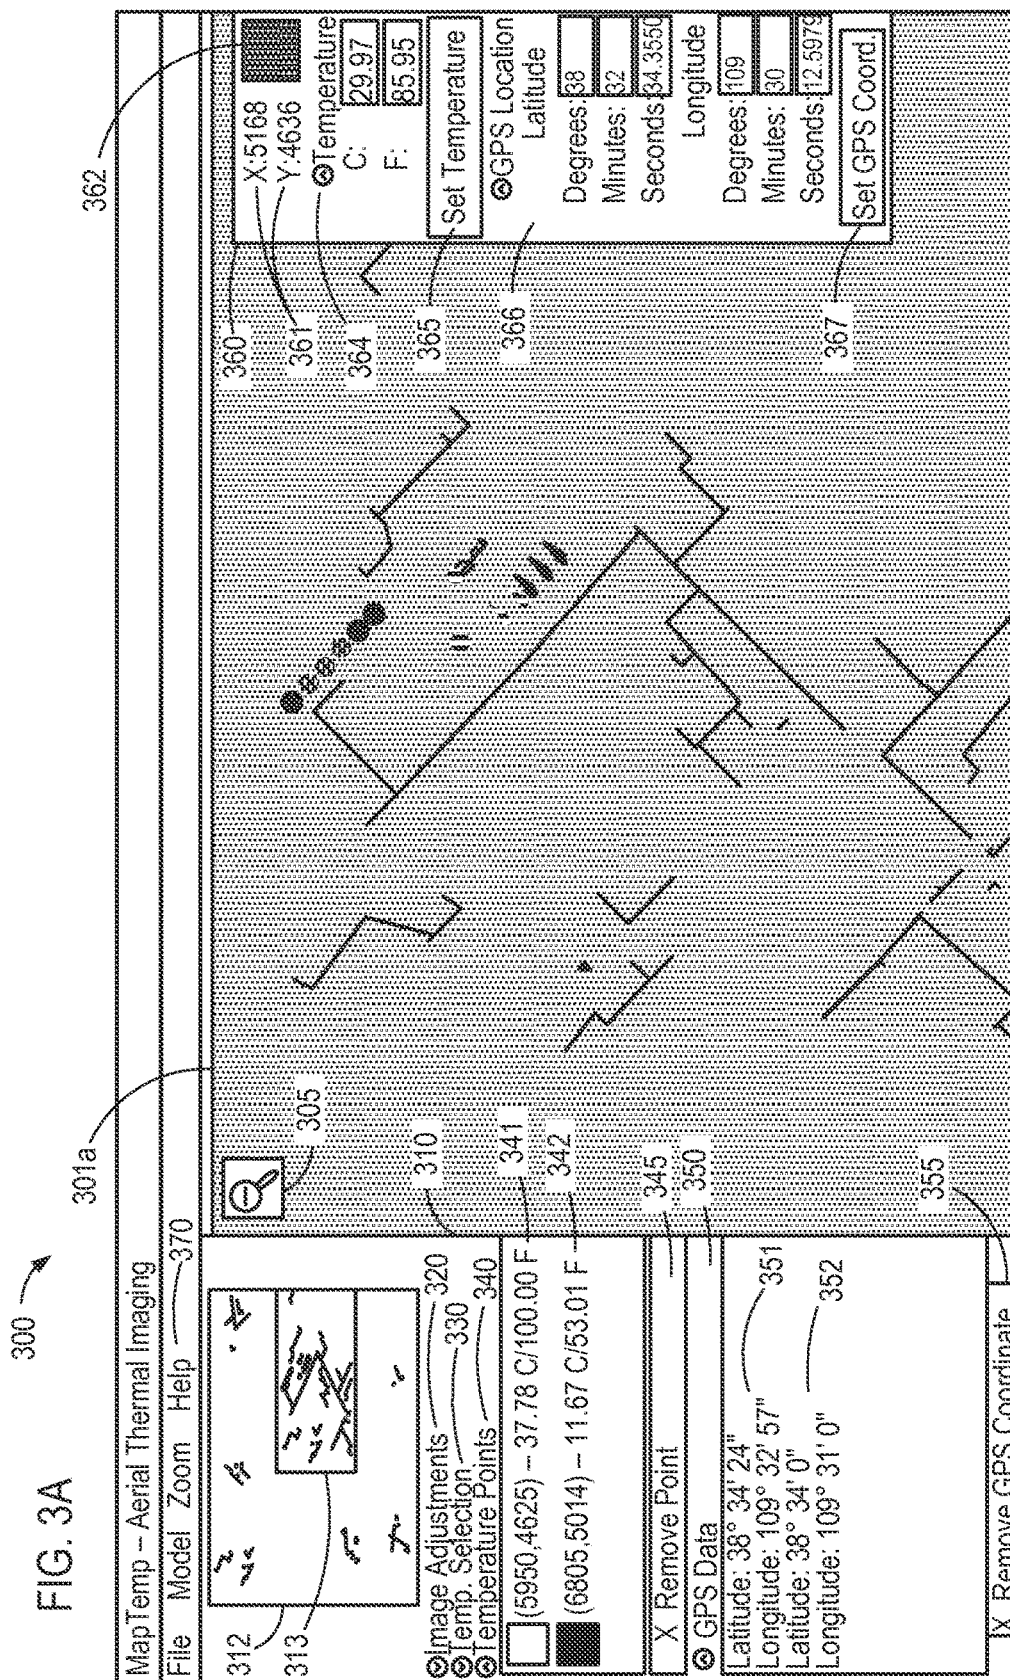 FIG. 3A
300
301a
362
MapTemp – Aerial Thermal Imaging
File Model Zoom Help
370
312
313
305
310
Image Adjustments
320
Temp. Selection
330
Temperature Points
340
(5950,4625) – 37.78 C/100.00 F
341
(6805,5014) – 11.67 C/53.01 F
342
X Remove Point
345
GPS Data
350
Latitude: 38° 34' 24"
Longitude: 109° 32' 57"
351
Latitude: 38° 34' 0"
Longitude: 109° 31' 0"
352
X Remove GPS Coordinate
355
360
X:5168
Y:4636
361
Temperature
364
C: 29.97
F: 85.95
Set Temperature
365
GPS Location
366
Latitude
Degrees: 38
Minutes: 32
Seconds: 34.3550
Longitude
Degrees: 109
Minutes: 30
Seconds: 12.5979
Set GPS Coord.
367